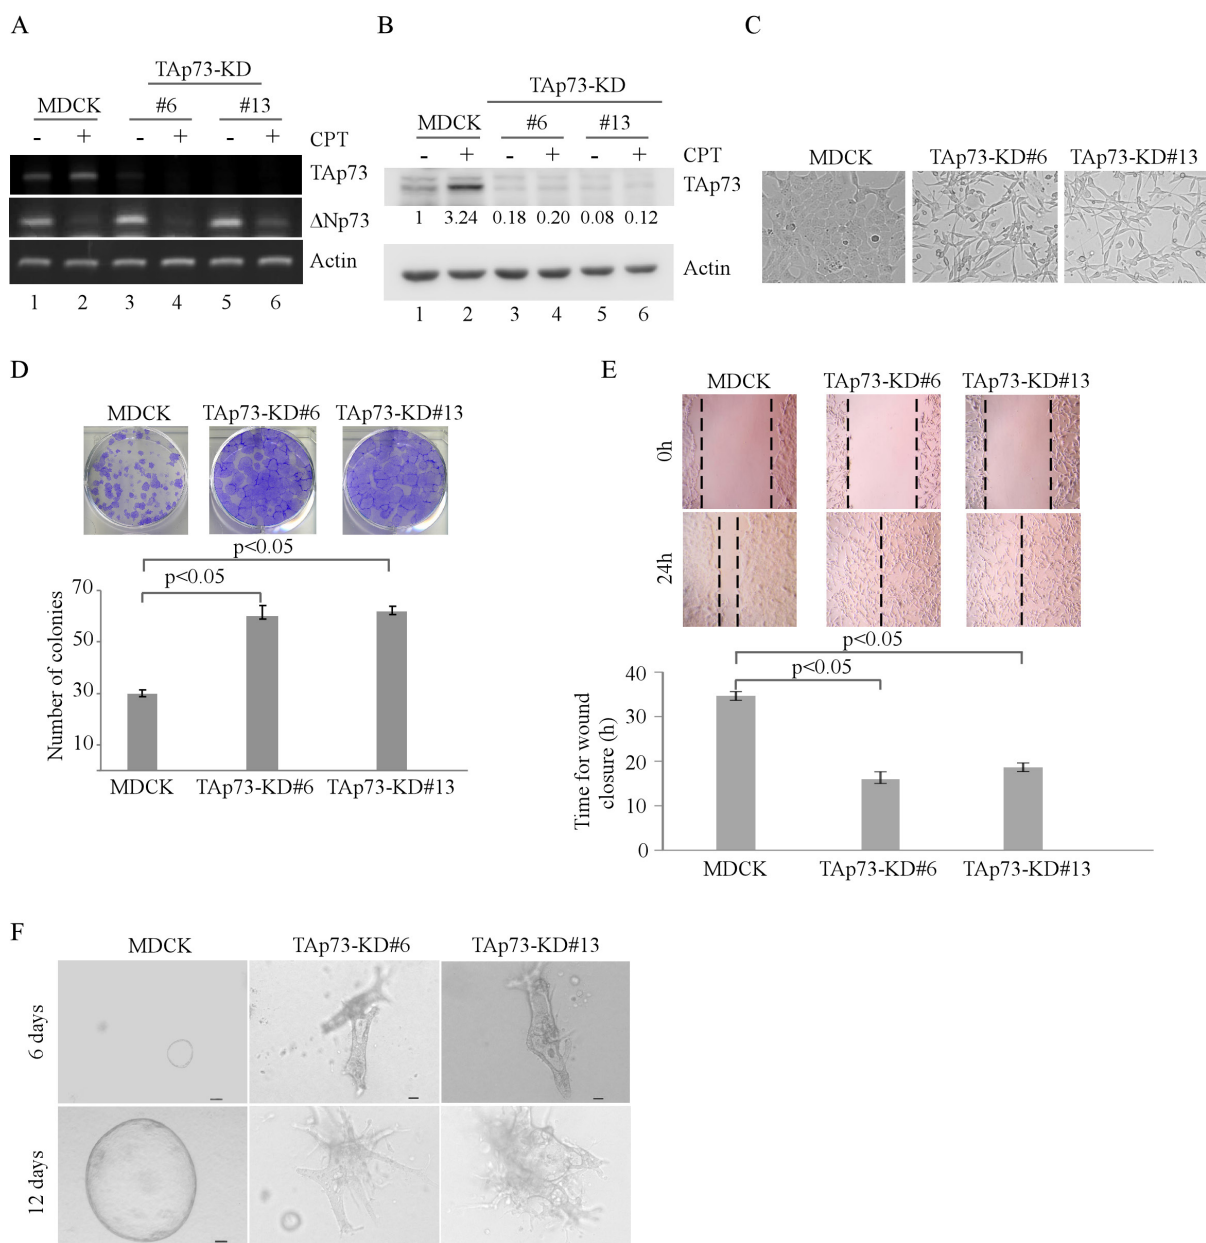 A
TAp73-KD
MDCK #6 #13
- + - + - + CPT
TAp73
ΔNp73
Actin
1 2 3 4 5 6
B
TAp73-KD
MDCK #6 #13
- + - + - + CPT
TAp73
1 3.24 0.18 0.20 0.08 0.12
Actin
1 2 3 4 5 6
C
MDCK TAp73-KD#6 TAp73-KD#13
D
MDCK TAp73-KD#6 TAp73-KD#13
p<0.05
p<0.05
Number of colonies
70
50
30
10
MDCK TAp73-KD#6 TAp73-KD#13
E
MDCK TAp73-KD#6 TAp73-KD#13
0h
24h
p<0.05
p<0.05
Time for wound
closure (h)
40
30
20
10
0
MDCK TAp73-KD#6 TAp73-KD#13
F
MDCK TAp73-KD#6 TAp73-KD#13
6 days
12 days